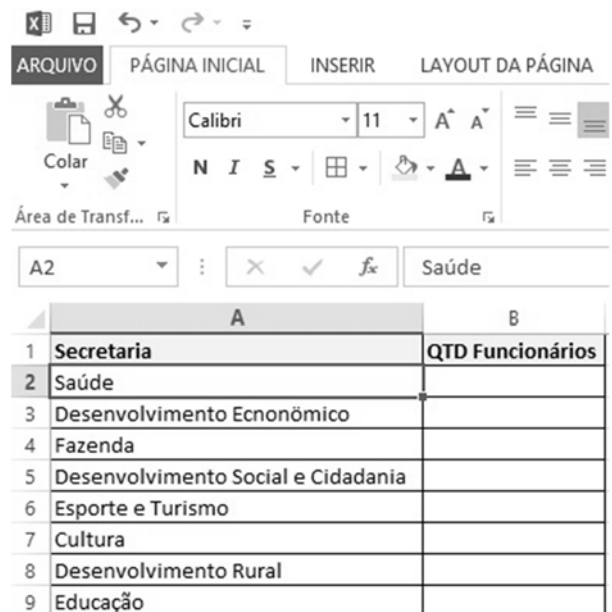 ARQUIVO PÁGINA INICIAL INSERIR LAYOUT DA PÁGINA
Calibri 11 A A
Colar
N I S A
Área de Transf... Fonte
A2 fx Saúde
A B
1 Secretaria QTD Funcionários
2 Saúde
3 Desenvolvimento Ecnonömico
4 Fazenda
5 Desenvolvimento Social e Cidadania
6 Esporte e Turismo
7 Cultura
8 Desenvolvimento Rural
9 Educação